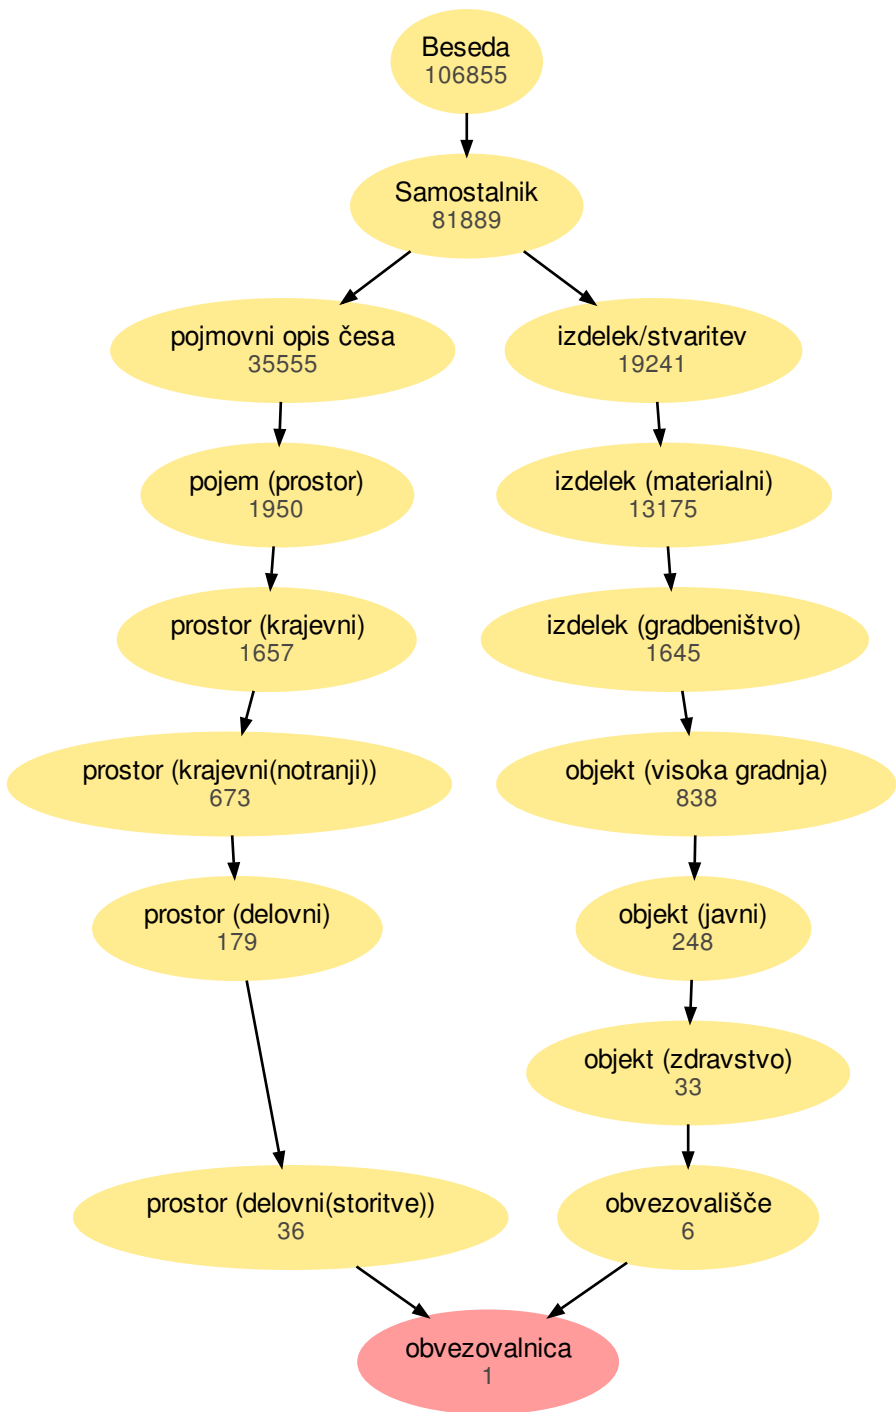 Beseda
106855
Samostalnik
81889
pojmovni opis česa
35555
izdelek/stvaritev
19241
pojem (prostor)
1950
izdelek (materialni)
13175
prostor (krajevni)
1657
izdelek (gradbeništvo)
1645
prostor (krajevni(notranji))
673
objekt (visoka gradnja)
838
prostor (delovni)
179
objekt (javni)
248
objekt (zdravstvo)
33
prostor (delovni(storitve))
36
obvezovališče
6
obvezovalnica
1